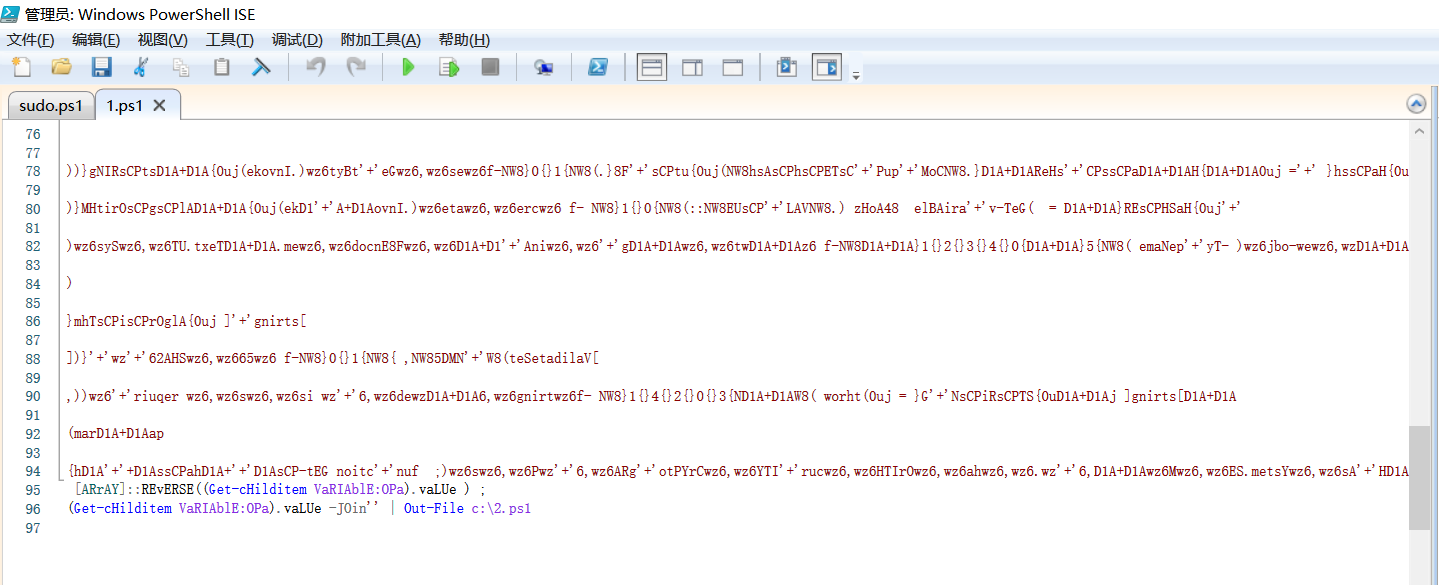 管理员: Windows PowerShell ISE
文件(F) 编辑(E) 视图(V) 工具(T) 调试(D) 附加工具(A) 帮助(H)
sudo.ps1 1.ps1
76
77
78 ))}gNIRsCPtsD1A+D1A{0uj(ekovnI.)wz6tyBt'+'eGwz6,wz6sewz6f-NW8}0{}1{NW8(.}8F'+'sCPtu{0uj(NW8hsAsCPhsCPETsC'+'Pup'+'MoCNW8.}D1A+D1AReHs'+'CPssCPaD1A+D1AH{D1A+D1A0uj ='+' }hssCPaH{0u
79
80 )}MHtirOsCPgsCPlAD1A+D1A{0uj(ekD1'+'A+D1AovnI.)wz6etawz6,wz6ercwz6 f- NW8}1{}0{NW8(::NW8EUsCP'+'LAVNW8.) zHoA48  elBAira'+'v-TeG(  = D1A+D1A}REsCPHSaH{0uj'+'
81
82 )wz6sySwz6,wz6TU.txeTD1A+D1A.mewz6,wz6docnE8Fwz6,wz6D1A+D1'+'Aniwz6,wz6'+'gD1A+D1Awz6,wz6twD1A+D1Az6 f-NW8D1A+D1A}1{}2{}3{}4{}0{D1A+D1A}5{NW8( emaNep'+'yT- )wz6jbo-wewz6,wzD1A+D1A
83
84 )
85
86 }mhTsCPisCPrOglA{0uj ]'+'gnirts[
87
88 ])}'+'wz'+'62AHSwz6,wz665wz6 f-NW8}0{}1{NW8{ ,NW85DMN'+'W8(teSetadilaV[
89
90 ,))wz6'+'riuqer wz6,wz6swz6,wz6si wz'+'6,wz6dewzD1A+D1A6,wz6gnirtwz6f- NW8}1{}4{}2{}0{}3{ND1A+D1AW8( worht(0uj = }G'+'NsCPiRsCPTS{0uD1A+D1Aj ]gnirts[D1A+D1A
91
92 (marD1A+D1Aap
93
94 {hD1A'+'+D1AssCPahD1A+'+'D1AsCP-tEG noitc'+'nuf  ;)wz6swz6,wz6Pwz'+'6,wz6ARg'+'otPYrCwz6,wz6YTI'+'rucwz6,wz6HTIrOwz6,wz6ahwz6,wz6.wz'+'6,D1A+D1Awz6Mwz6,wz6ES.metsYwz6,wz6sA'+'HD1A
95 [ARrAY]::REvERSE((Get-cHilditem VaRIAblE:OPa).vaLUe ) ;
96 (Get-cHilditem VaRIAblE:OPa).vaLUe -JOin'' | Out-File c:\2.ps1
97